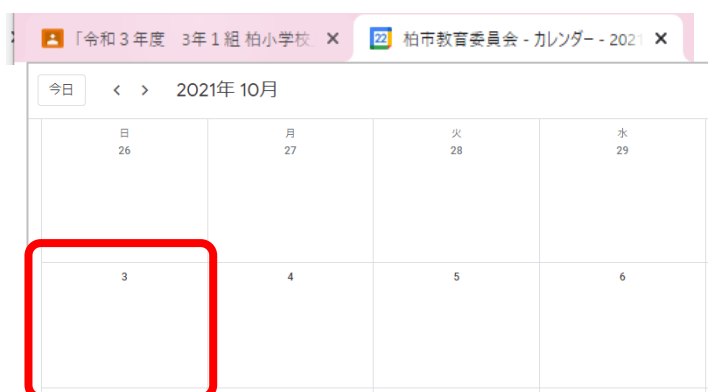 「令和3年度 3年1組 柏小学校 22 柏市教育委員会 - カレンダー - 2021
今日 2021年 10月
日 月 火 水
26 27 28 29
3 4 5 6